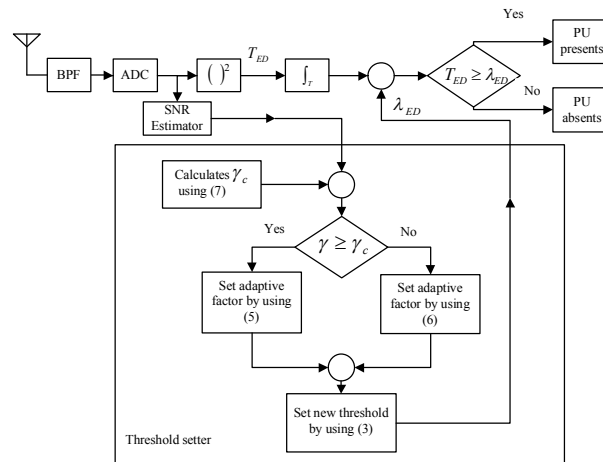 Yes
PU
presents
BPF
ADC
( )²
T_ED
∫_T
T_ED ≥ λ_ED
No
PU
absents
λ_ED
SNR
Estimator
Calculates γ_c
using (7)
Yes
γ ≥ γ_c
No
Set adaptive
factor by using
(5)
Set adaptive
factor by using
(6)
Set new threshold
by using (3)
Threshold setter